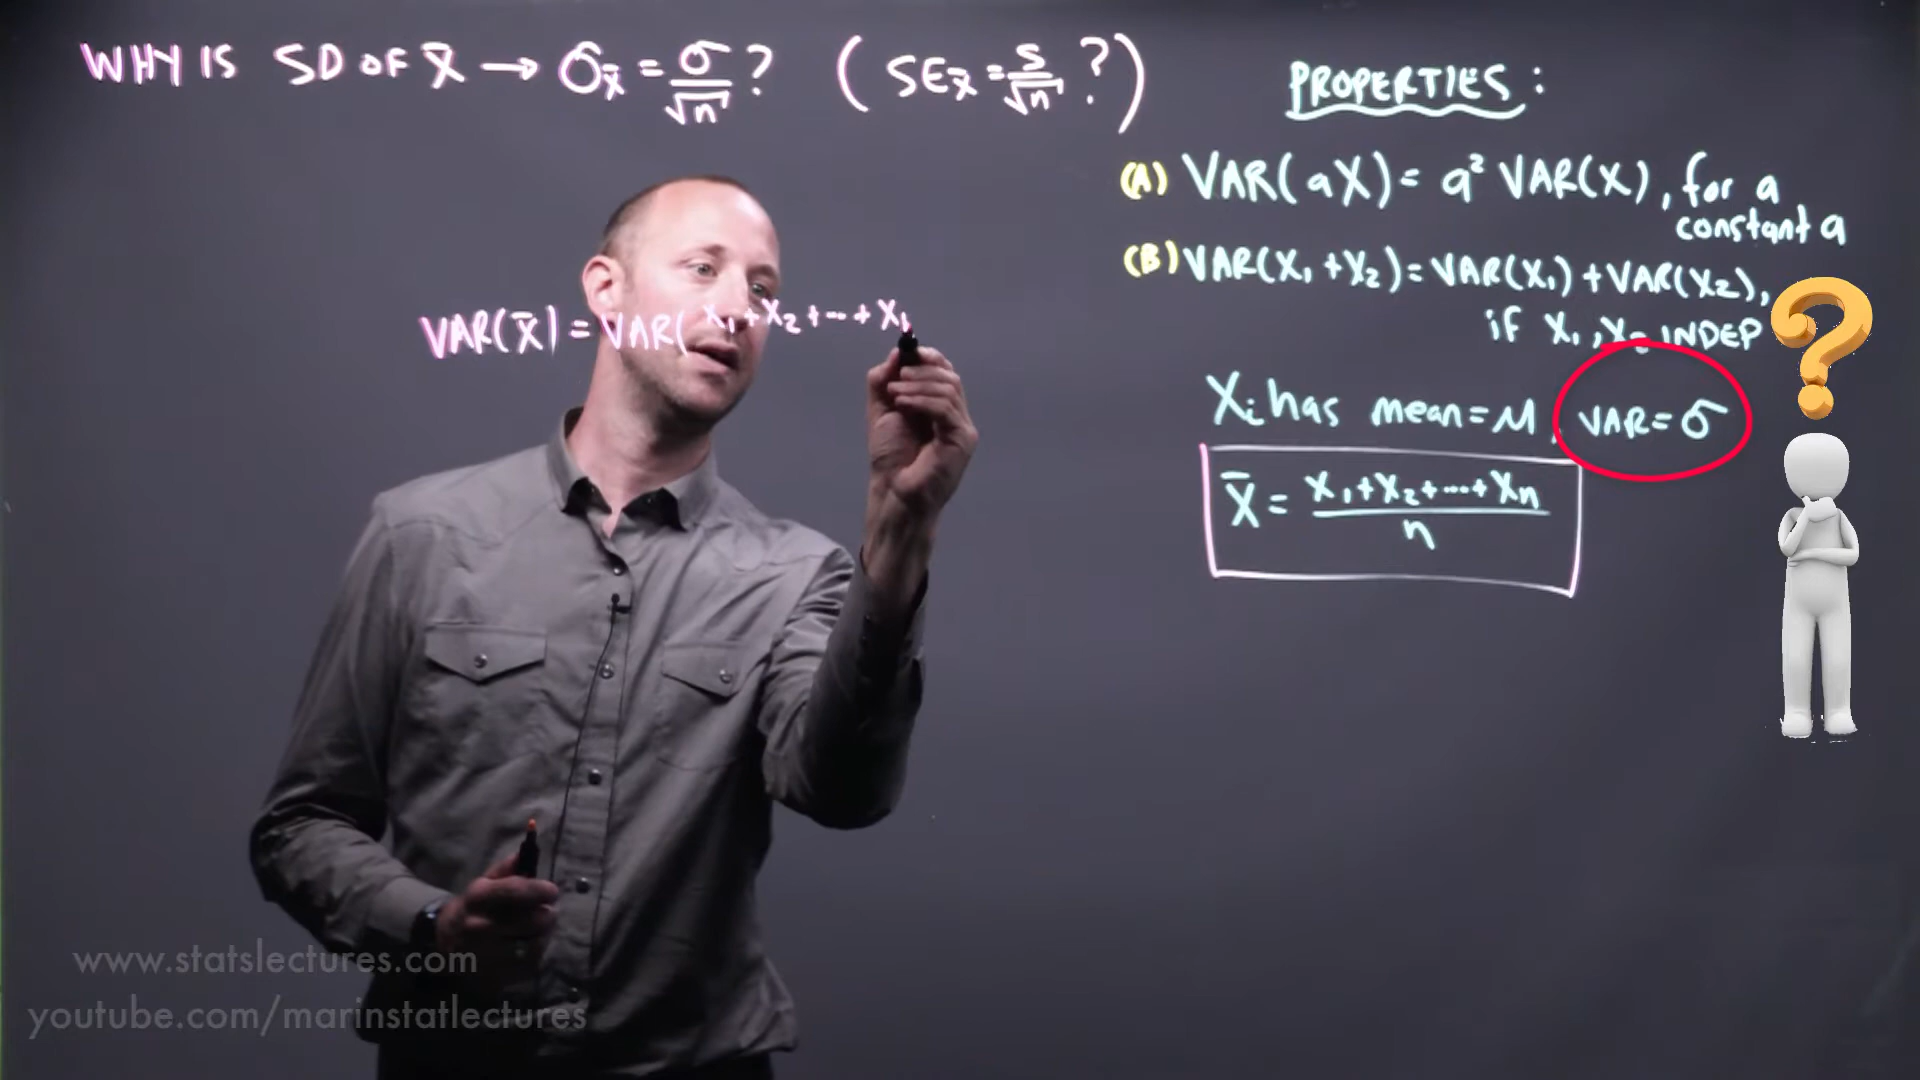 WHY IS SD OF X̄ → σx̄ = σ/√n ? ( SEx̄ = s/√n ? )
PROPERTIES :
(A) VAR(aX) = a² VAR(X), for a
constant a
(B) VAR(X₁ + X₂) = VAR(X₁) + VAR(X₂),
if X₁, X₂ INDEP
?
VAR(X̄) = VAR( X₁ + X₂ + ... + X
Xi has mean = M, VAR = σ
X̄ = X₁ + X₂ + .... + Xn
n
www.statslectures.com
youtube.com/marinstatlectures